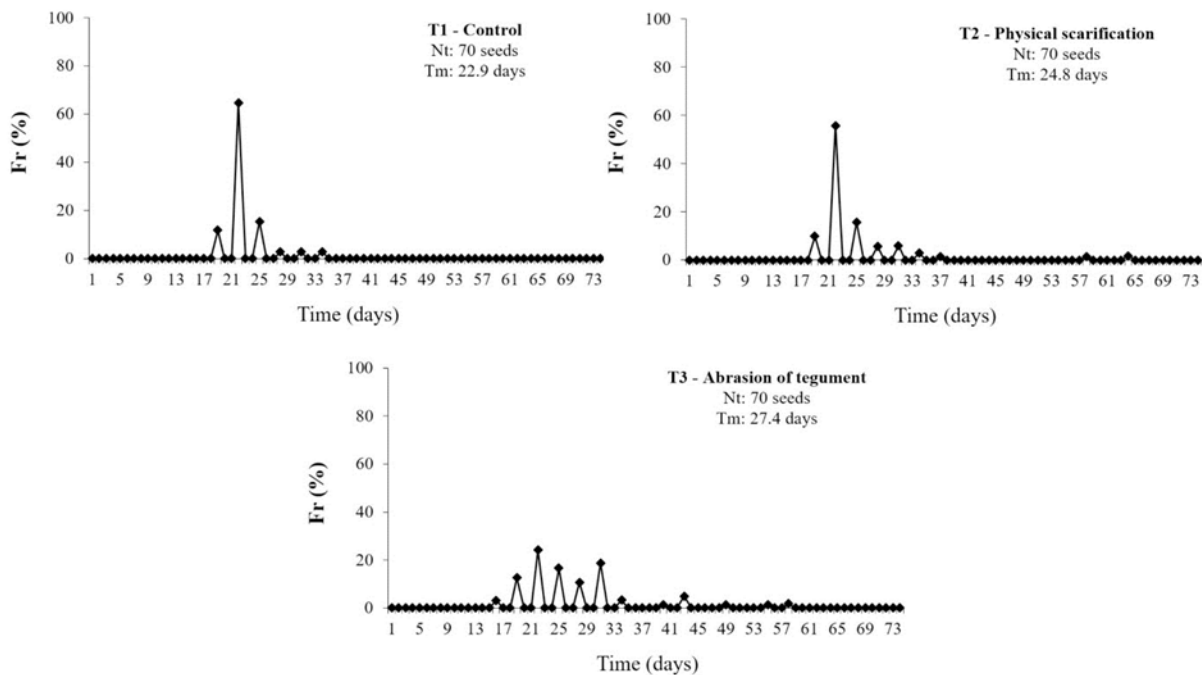 T1 - Control
Nt: 70 seeds
Tm: 22.9 days
Fr (%)
100
80
60
40
20
0
1 5 9 13 17 21 25 29 33 37 41 45 49 53 57 61 65 69 73
Time (days)
T2 - Physical scarification
Nt: 70 seeds
Tm: 24.8 days
Fr (%)
100
80
60
40
20
0
1 5 9 13 17 21 25 29 33 37 41 45 49 53 57 61 65 69 73
Time (days)
T3 - Abrasion of tegument
Nt: 70 seeds
Tm: 27.4 days
Fr (%)
100
80
60
40
20
0
1 5 9 13 17 21 25 29 33 37 41 45 49 53 57 61 65 69 73
Time (days)